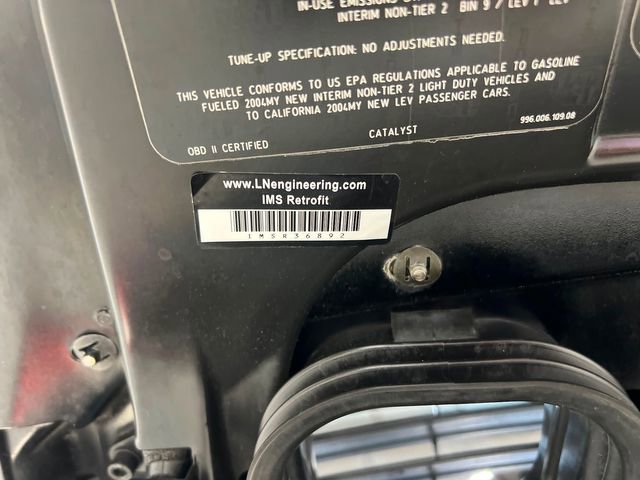 IN-USE EMISSIONS
INTERIM NON-TIER 2 BIN 9 / LEV
TUNE-UP SPECIFICATION: NO ADJUSTMENTS NEEDED.
THIS VEHICLE CONFORMS TO US EPA REGULATIONS APPLICABLE TO GASOLINE
FUELED 2004MY NEW INTERIM NON-TIER 2 LIGHT DUTY VEHICLES AND
TO CALIFORNIA 2004MY NEW LEV PASSENGER CARS.
996.006.109.08
CATALYST
OBD II CERTIFIED
www.LNengineering.com
IMS Retrofit
IMSR36892